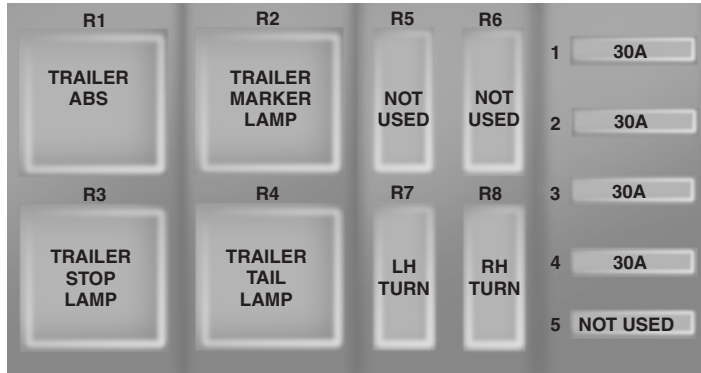 R1
R2
R5
R6
TRAILER
ABS
TRAILER
MARKER
LAMP
NOT
USED
NOT
USED
1 30A
2 30A
R3
R4
R7
R8
3 30A
TRAILER
STOP
LAMP
TRAILER
TAIL
LAMP
LH
TURN
RH
TURN
4 30A
5 NOT USED